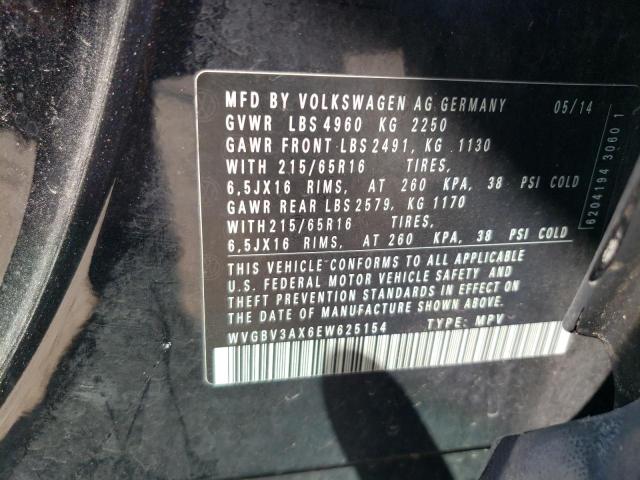 MFD BY VOLKSWAGEN AG GERMANY 05/14
GVWR LBS 4960 KG 2250
GAWR FRONT LBS 2491, KG . 1130
WITH 215/65R16 TIRES,
6,5JX16 RIMS, AT 260 KPA, 38 PSI COLD
GAWR REAR LBS 2579, KG 1170
WITH 215/65R16 TIRES,
6,5JX16 RIMS, AT 260 KPA, 38 PSI COLD
THIS VEHICLE CONFORMS TO ALL APPLICABLE
U.S. FEDERAL MOTOR VEHICLE SAFETY AND
THEFT PREVENTION STANDARDS IN EFFECT ON
THE DATE OF MANUFACTURE SHOWN ABOVE.
WVGBV3AX6EW625154 TYPE: MPV
6204194 3060 1